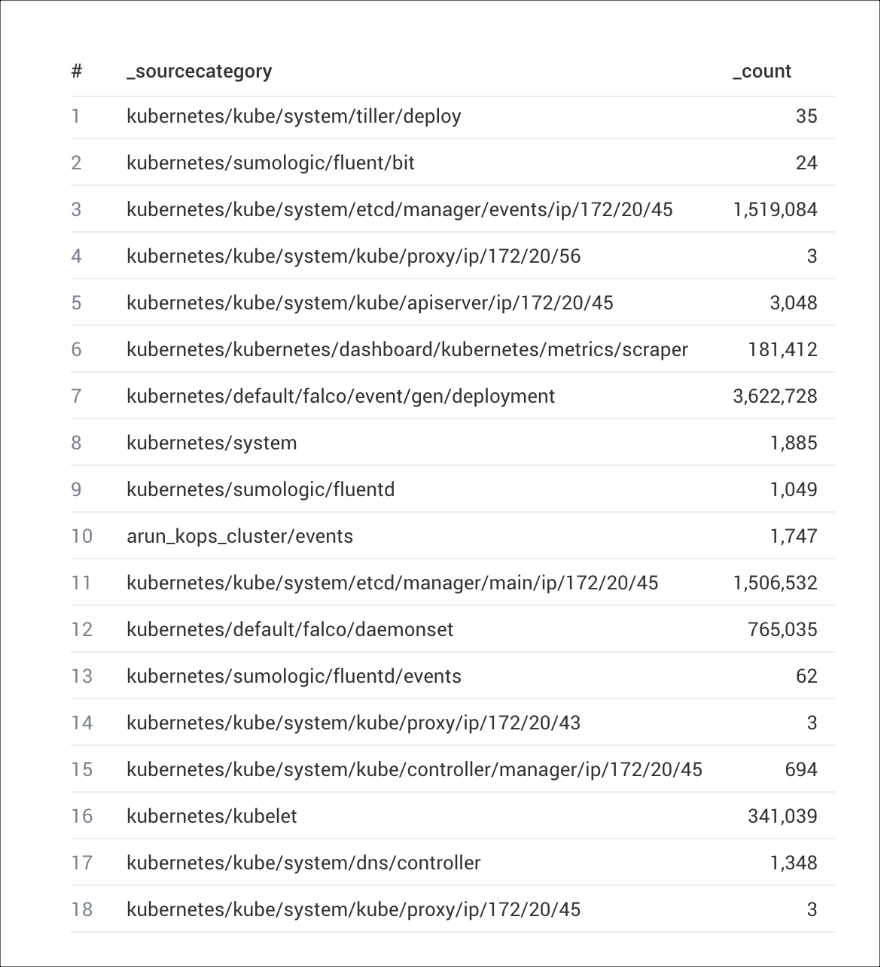 # _sourcecategory _count
1 kubernetes/kube/system/tiller/deploy 35
2 kubernetes/sumologic/fluent/bit 24
3 kubernetes/kube/system/etcd/manager/events/ip/172/20/45 1,519,084
4 kubernetes/kube/system/kube/proxy/ip/172/20/56 3
5 kubernetes/kube/system/kube/apiserver/ip/172/20/45 3,048
6 kubernetes/kubernetes/dashboard/kubernetes/metrics/scraper 181,412
7 kubernetes/default/falco/event/gen/deployment 3,622,728
8 kubernetes/system 1,885
9 kubernetes/sumologic/fluentd 1,049
10 arun_kops_cluster/events 1,747
11 kubernetes/kube/system/etcd/manager/main/ip/172/20/45 1,506,532
12 kubernetes/default/falco/daemonset 765,035
13 kubernetes/sumologic/fluentd/events 62
14 kubernetes/kube/system/kube/proxy/ip/172/20/43 3
15 kubernetes/kube/system/kube/controller/manager/ip/172/20/45 694
16 kubernetes/kubelet 341,039
17 kubernetes/kube/system/dns/controller 1,348
18 kubernetes/kube/system/kube/proxy/ip/172/20/45 3